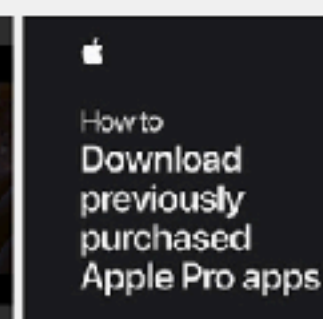 How to
Download
previously
purchased
Apple Pro apps